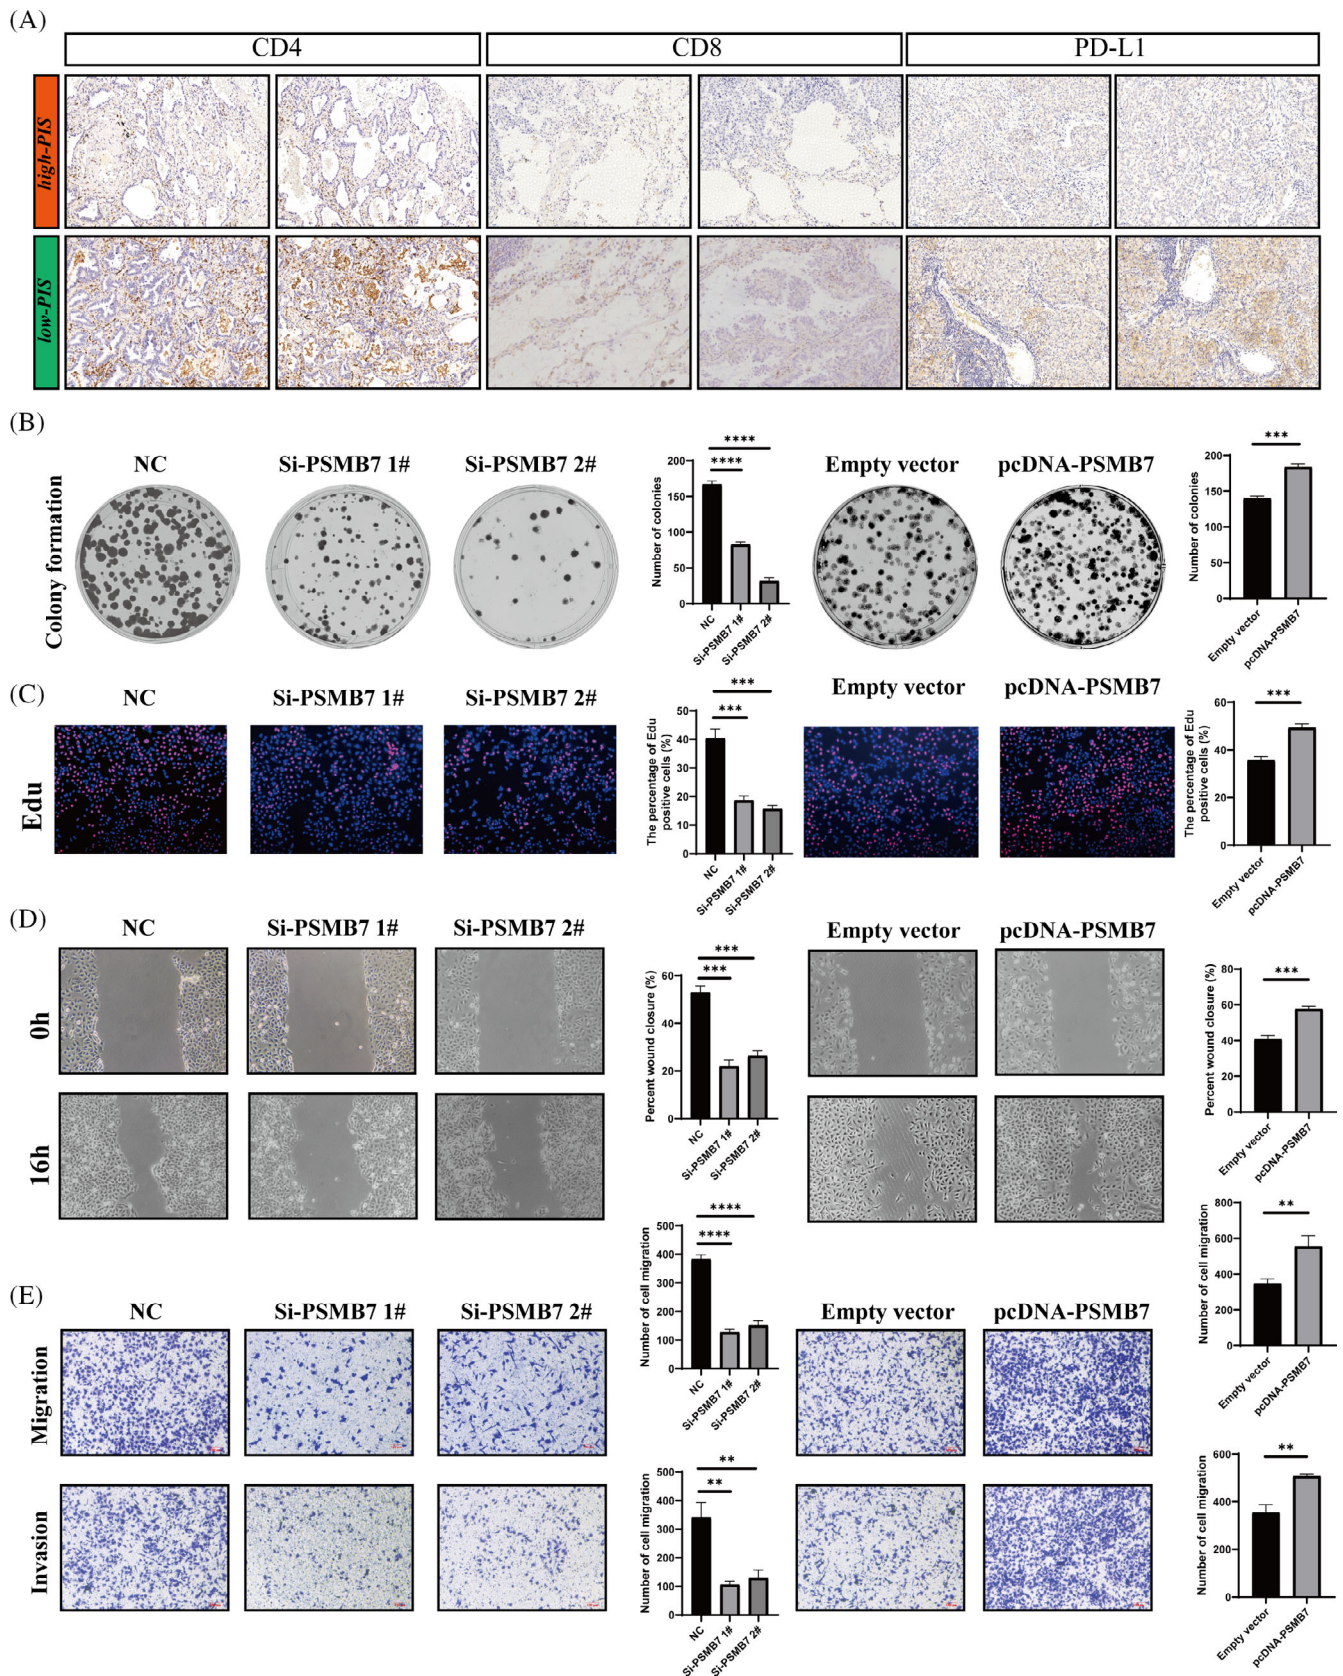 (A)
CD4 CD8 PD-L1
high-PIS
low-PIS
(B)
Colony formation
NC Si-PSMB7 1# Si-PSMB7 2#
Number of colonies
200
150
100
50
0
**** ****
NC Si-PSMB7 1# Si-PSMB7 2#
Empty vector pcDNA-PSMB7
Number of colonies
200
150
100
50
0
***
Empty vector pcDNA-PSMB7
(C)
Edu
NC Si-PSMB7 1# Si-PSMB7 2#
The percentage of Edu
positive cells (%)
50
40
30
20
10
0
*** ***
NC Si-PSMB7 1# Si-PSMB7 2#
Empty vector pcDNA-PSMB7
The percentage of Edu
positive cells (%)
60
40
20
0
***
Empty vector pcDNA-PSMB7
(D)
NC Si-PSMB7 1# Si-PSMB7 2#
0h
16h
Percent wound closure (%)
60
40
20
0
*** ***
NC Si-PSMB7 1# Si-PSMB7 2#
Empty vector pcDNA-PSMB7
Percent wound closure (%)
80
60
40
20
0
***
Empty vector pcDNA-PSMB7
(E)
NC Si-PSMB7 1# Si-PSMB7 2#
Migration
Invasion
Number of cell migration
500
400
300
200
100
0
**** ****
NC Si-PSMB7 1# Si-PSMB7 2#
Number of cell migration
500
400
300
200
100
0
** **
NC Si-PSMB7 1# Si-PSMB7 2#
Empty vector pcDNA-PSMB7
Number of cell migration
800
600
400
200
0
**
Empty vector pcDNA-PSMB7
Number of cell migration
600
400
200
0
**
Empty vector pcDNA-PSMB7